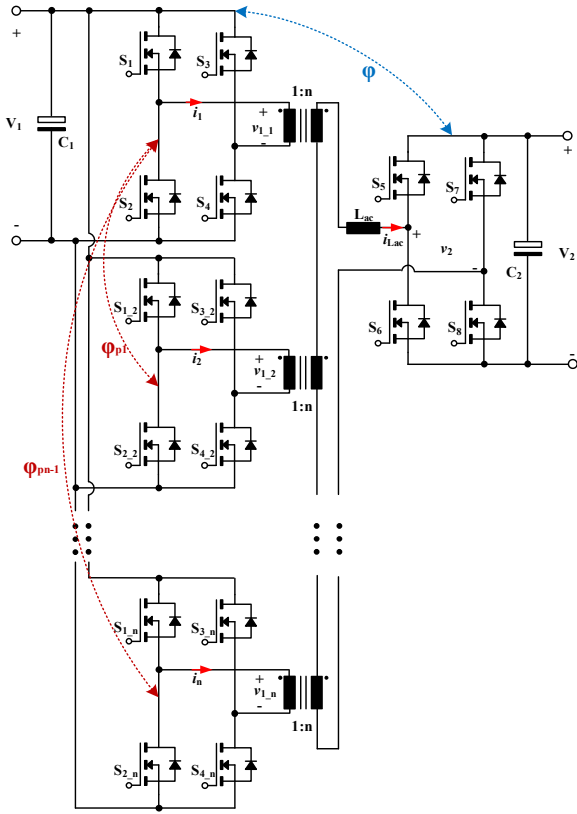 +
S1
S3
φ
1:n
i1
+
v1_1
-
V1
C1
S2
S4
-
S5
S7
+
Lac
iLac
+
v2
-
C2
V2
S6
S8
-
S1_2
S3_2
φp1
i2
+
v1_2
-
1:n
S2_2
S4_2
φpn-1
S1_n
S3_n
in
+
v1_n
-
1:n
S2_n
S4_n